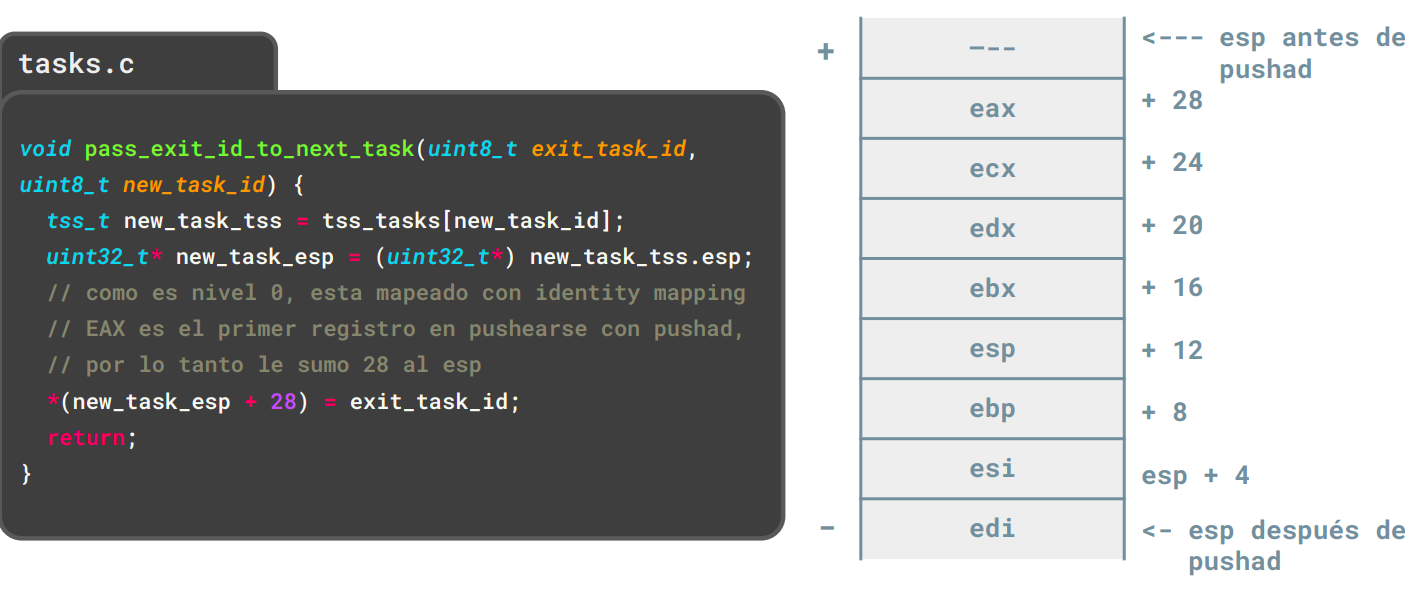 tasks.c
void pass_exit_id_to_next_task(uint8_t exit_task_id,
uint8_t new_task_id) {
tss_t new_task_tss = tss_tasks[new_task_id];
uint32_t* new_task_esp = (uint32_t*) new_task_tss.esp;
// como es nivel 0, esta mapeado con identity mapping
// EAX es el primer registro en pushearse con pushad,
// por lo tanto le sumo 28 al esp
*(new_task_esp + 28) = exit_task_id;
return;
}
+
---
<--- esp antes de
pushad
eax
+ 28
ecx
+ 24
edx
+ 20
ebx
+ 16
esp
+ 12
ebp
+ 8
esi
esp + 4
-
edi
<- esp después de
pushad